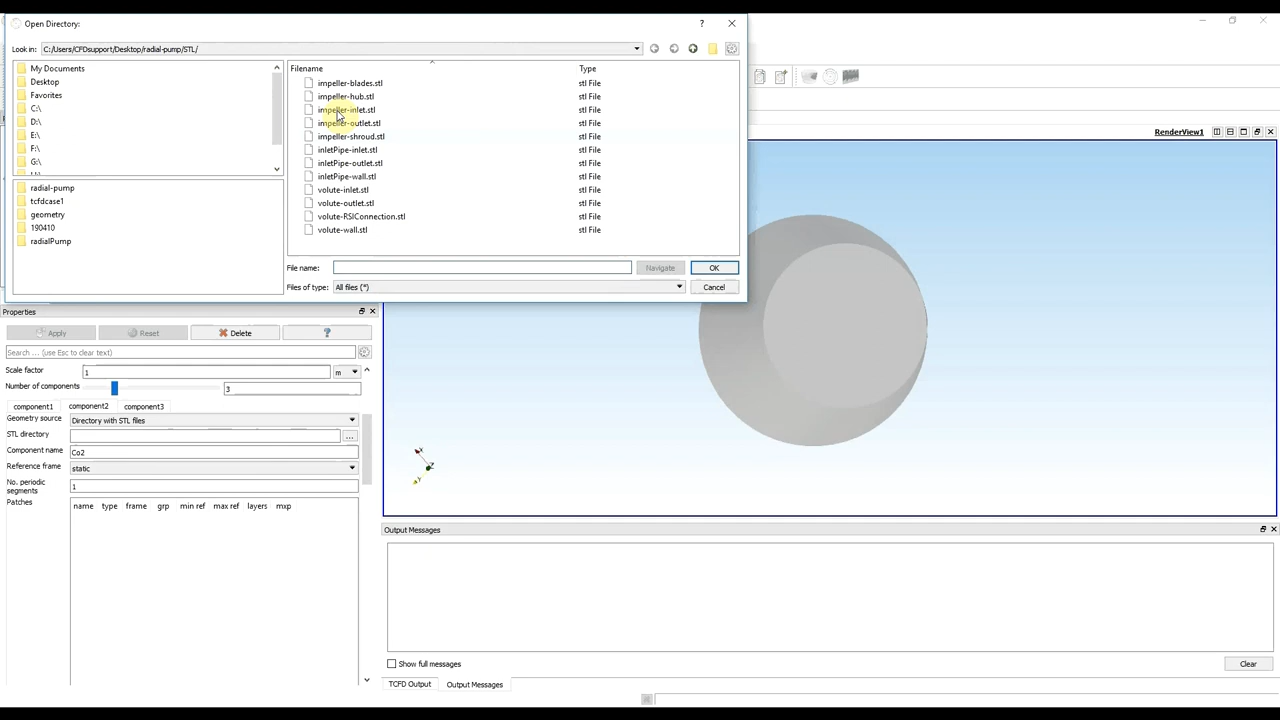 Open Directory:
?
Look in: C:/Users/CFDsupport/Desktop/radial-pump/STL/
My Documents
Desktop
Favorites
C:\
D:\
E:\
F:\
G:\
radial-pump
tcfdcase1
geometry
190410
radialPump
Filename Type
impeller-blades.stl stl File
impeller-hub.stl stl File
impeller-inlet.stl stl File
impeller-outlet.stl stl File
impeller-shroud.stl stl File
inletPipe-inlet.stl stl File
inletPipe-outlet.stl stl File
inletPipe-wall.stl stl File
volute-inlet.stl stl File
volute-outlet.stl stl File
volute-RSIConnection.stl stl File
volute-wall.stl stl File
File name: Navigate OK
Files of type: All files (*) Cancel
RenderView1
Properties
Apply Reset Delete ?
Search ... (use Esc to clear text)
Scale factor 1 m
Number of components 3
component1 component2 component3
Geometry source Directory with STL files
STL directory ...
Component name Co2
Reference frame static
No. periodic segments 1
Patches name type frame grp min ref max ref layers mxp
X
Z
Y
Output Messages
Show full messages Clear
TCFD Output Output Messages